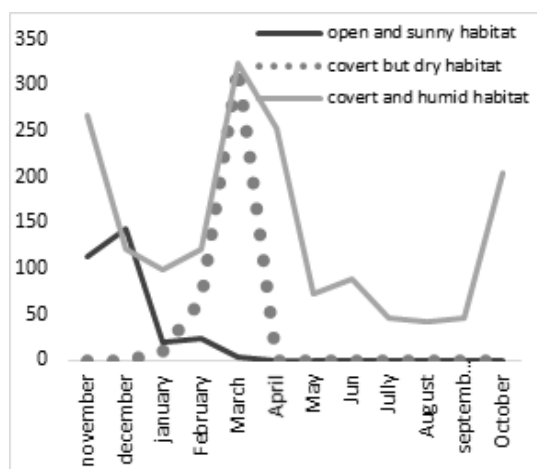 350
300
250
200
150
100
50
0
open and sunny habitat
covert but dry habitat
covert and humid habitat
november
december
january
February
March
April
May
Jun
Jully
August
septemb...
October